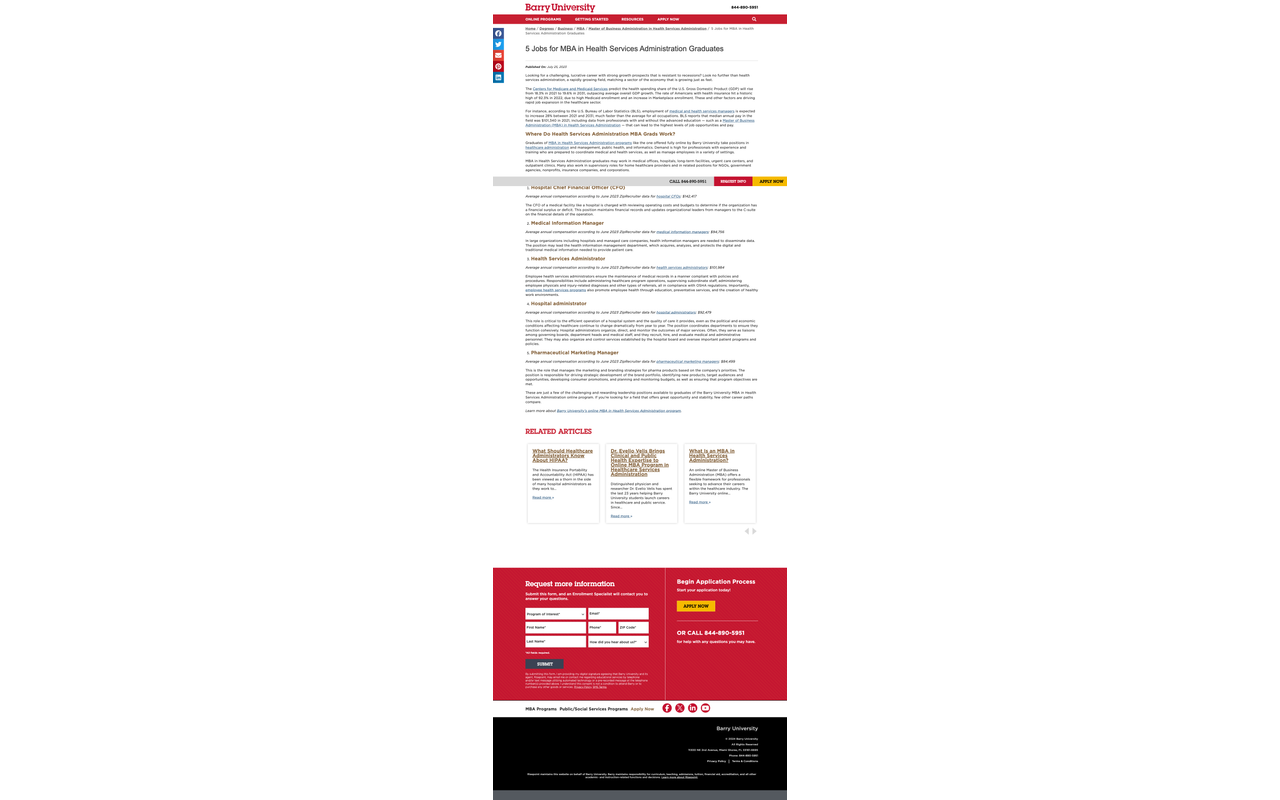 Barry University
844-890-5951
ONLINE PROGRAMS GETTING STARTED RESOURCES APPLY NOW
Home / Degrees / Business / MBA / Master of Business Administration in Health Services Administration / 5 Jobs for MBA in Health
Services Administration Graduates
5 Jobs for MBA in Health Services Administration Graduates
Published On: July 20, 2023
Looking for a challenging, lucrative career with strong growth prospects that is resistant to recessions? Look no further than health
services administration, a rapidly growing field, matching a sector of the economy that is growing just as fast.
The Centers for Medicare and Medicaid Services predict the health spending share of the U.S. Gross Domestic Product (GDP) will rise
from 18.3% in 2021 to 19.6% in 2031, outpacing average overall GDP growth. The rate of Americans with health insurance hit a historic
high of 92.3% in 2022, due to high Medicaid enrollment and an increase in Marketplace enrollment. These and other factors are driving
rapid job expansion in the healthcare sector.
For instance, according to the U.S. Bureau of Labor Statistics (BLS), employment of medical and health services managers is expected
to increase 28% between 2021 and 2031, much faster than the average for all occupations. BLS reports that median annual pay in the
field was $101,340 in 2021, including data from professionals with and without the advanced education — such as a Master of Business
Administration (MBA) in Health Services Administration — that can lead to the highest levels of job opportunities and pay.
Where Do Health Services Administration MBA Grads Work?
Graduates of MBA in Health Services Administration programs like the one offered fully online by Barry University take positions in
healthcare administration and management, public health, and informatics. Demand is high for professionals with experience and
training who are prepared to coordinate medical and health services, as well as manage employees in a variety of settings.
MBA in Health Services Administration graduates may work in medical offices, hospitals, long-term facilities, urgent care centers, and
outpatient clinics. Many also work in supervisory roles for home healthcare providers and in related positions for NGOs, government
agencies, nonprofits, insurance companies, and corporations.
CALL 844-890-5951 REQUEST INFO APPLY NOW
1. Hospital Chief Financial Officer (CFO)
Average annual compensation according to June 2023 ZipRecruiter data for hospital CFOs: $142,417
The CFO of a medical facility like a hospital is charged with reviewing operating costs and budgets to determine if the organization has
a financial surplus or deficit. This position maintains financial records and updates organizational leaders from managers to the C-suite
on the financial details of the operation.
2. Medical Information Manager
Average annual compensation according to June 2023 ZipRecruiter data for medical information managers: $94,756
In large organizations including hospitals and managed care companies, health information managers are needed to disseminate data.
The position may lead the health information management department, which acquires, analyzes, and protects the digital and
traditional medical information needed to provide patient care.
3. Health Services Administrator
Average annual compensation according to June 2023 ZipRecruiter data for health services administrators: $101,984
Employee health services administrators ensure the maintenance of medical records in a manner compliant with policies and
procedures. Responsibilities include administering healthcare program operations, supervising subordinate staff, administering
employee physicals and injury-related diagnoses and other types of referrals, all in compliance with OSHA regulations. Importantly,
employee health services programs also promote employee health through education, preventative services, and the creation of healthy
work environments.
4. Hospital administrator
Average annual compensation according to June 2023 ZipRecruiter data for hospital administrators: $92,479
This role is critical to the efficient operation of a hospital system and the quality of care it provides, even as the political and economic
conditions affecting healthcare continue to change dramatically from year to year. The position coordinates departments to ensure they
function cohesively. Hospital administrators organize, direct, and monitor the outcomes of major services. Often, they serve as liaisons
among governing boards, department heads and medical staff, and they recruit, hire, and evaluate medical and administrative
personnel. They may also organize and control services established by the hospital board and oversee important patient programs and
policies.
5. Pharmaceutical Marketing Manager
Average annual compensation according to June 2023 ZipRecruiter data for pharmaceutical marketing managers: $94,499
This is the role that manages the marketing and branding strategies for pharma products based on the company's priorities. The
position is responsible for driving strategic development of the brand portfolio, identifying new products, target audiences and
opportunities, developing consumer promotions, and planning and monitoring budgets, as well as ensuring that program objectives are
met.
These are just a few of the challenging and rewarding leadership positions available to graduates of the Barry University MBA in Health
Services Administration online program. If you're looking for a field that offers great opportunity and stability, few other career paths
compare.
Learn more about Barry University's online MBA in Health Services Administration program.
RELATED ARTICLES
What Should Healthcare
Administrators Know
About HIPAA?
The Health Insurance Portability
and Accountability Act (HIPAA) has
been viewed as a thorn in the side
of many hospital administrators as
they work to...
Read more »
Dr. Evelio Velis Brings
Clinical and Public
Health Expertise to
Online MBA Program in
Healthcare Services
Administration
Distinguished physician and
researcher Dr. Evelio Velis has spent
the last 23 years helping Barry
University students launch careers
in healthcare and public service.
Since...
Read more »
What is an MBA in
Health Services
Administration?
An online Master of Business
Administration (MBA) offers a
flexible framework for professionals
seeking to advance their careers
within the healthcare industry. The
Barry University online...
Read more »
Request more information
Submit this form, and an Enrollment Specialist will contact you to
answer your questions.
Program of Interest* Email*
First Name* Phone* ZIP Code*
Last Name* How did you hear about us?*
*All fields required.
SUBMIT
Begin Application Process
Start your application today!
APPLY NOW
OR CALL 844-890-5951
for help with any questions you may have.
MBA Programs Public/Social Services Programs Apply Now
Barry University
© 2024 Barry University
All Rights Reserved
11300 NE 2nd Avenue, Miami Shores, FL 33161-6695
Phone: 844-890-5951
Privacy Policy | Terms & Conditions